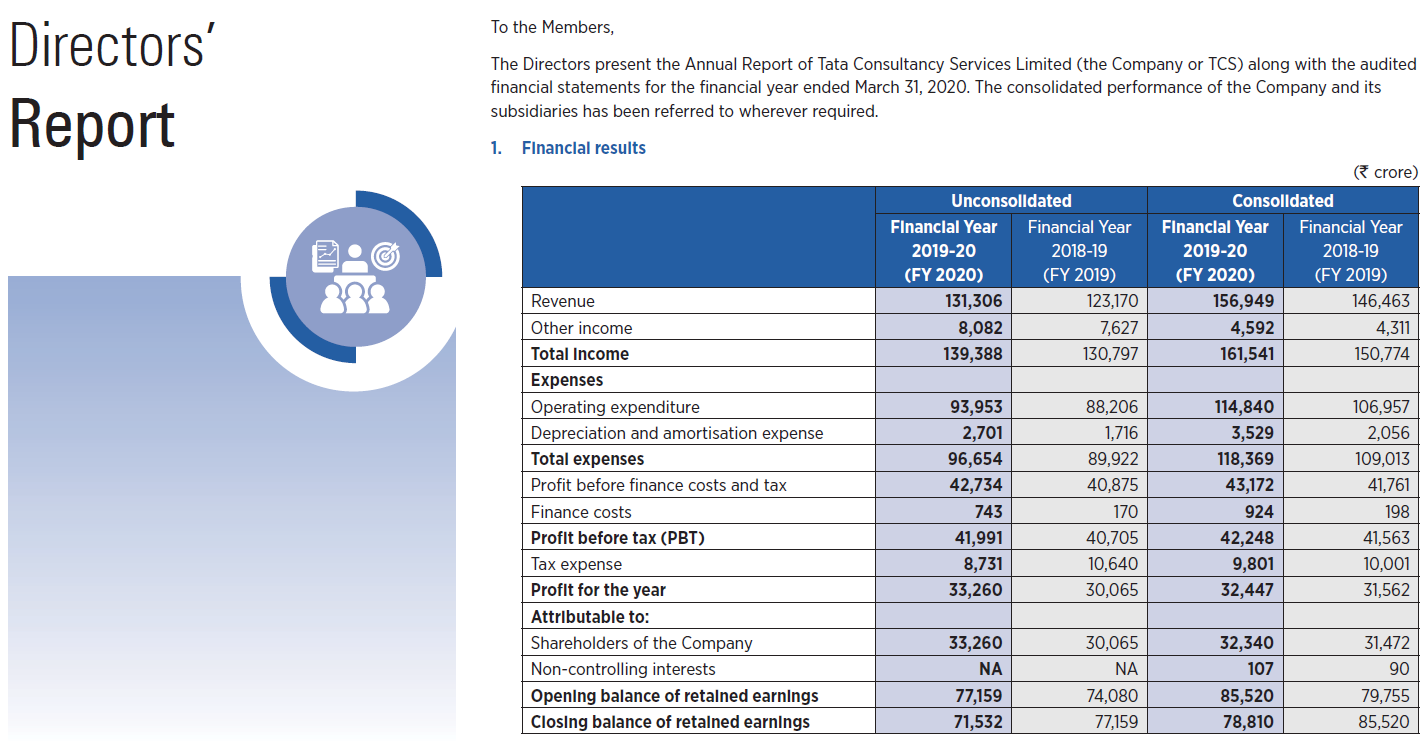 Directors’
Report
To the Members,
The Directors present the Annual Report of Tata Consultancy Services Limited (the Company or TCS) along with the audited
financial statements for the financial year ended March 31, 2020. The consolidated performance of the Company and its
subsidiaries has been referred to wherever required.
1. Financial results
(₹ crore)
Unconsolidated Consolidated
Financial Year Financial Year Financial Year Financial Year
2019-20 2018-19 2019-20 2018-19
(FY 2020) (FY 2019) (FY 2020) (FY 2019)
Revenue 131,306 123,170 156,949 146,463
Other income 8,082 7,627 4,592 4,311
Total income 139,388 130,797 161,541 150,774
Expenses
Operating expenditure 93,953 88,206 114,840 106,957
Depreciation and amortisation expense 2,701 1,716 3,529 2,056
Total expenses 96,654 89,922 118,369 109,013
Profit before finance costs and tax 42,734 40,875 43,172 41,761
Finance costs 743 170 924 198
Profit before tax (PBT) 41,991 40,705 42,248 41,563
Tax expense 8,731 10,640 9,801 10,001
Profit for the year 33,260 30,065 32,447 31,562
Attributable to:
Shareholders of the Company 33,260 30,065 32,340 31,472
Non-controlling interests NA NA 107 90
Opening balance of retained earnings 77,159 74,080 85,520 79,755
Closing balance of retained earnings 71,532 77,159 78,810 85,520